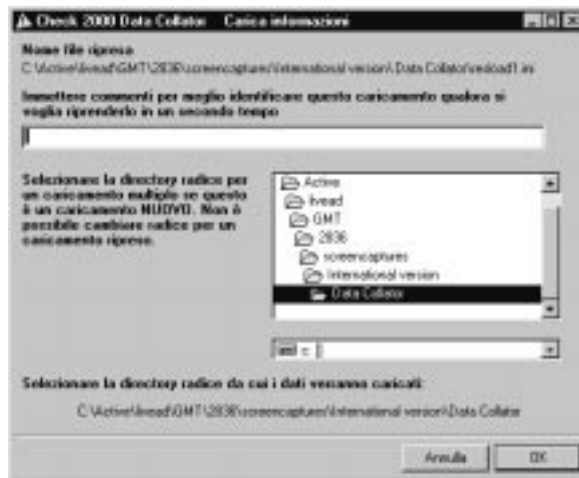 Check 2000 Data Collator - Carica informazioni
Nome file ripresa
C:\Active\livead\GMT\2836\screencaptures\International version\Data Collator\resload1.ini
Immettere commenti per meglio identificare questo caricamento qualora si
voglia riprenderlo in un secondo tempo
Selezionare la directory radice per
un caricamento multiplo se questo
è un caricamento NUOVO. Non è
possibile cambiare radice per un
caricamento ripreso.
Active
livead
GMT
2836
screencaptures
International version
Data Collator
c: [
Selezionare la directory radice da cui i dati verranno caricati:
C:\Active\livead\GMT\2836\screencaptures\International version\Data Collator
Annulla
OK